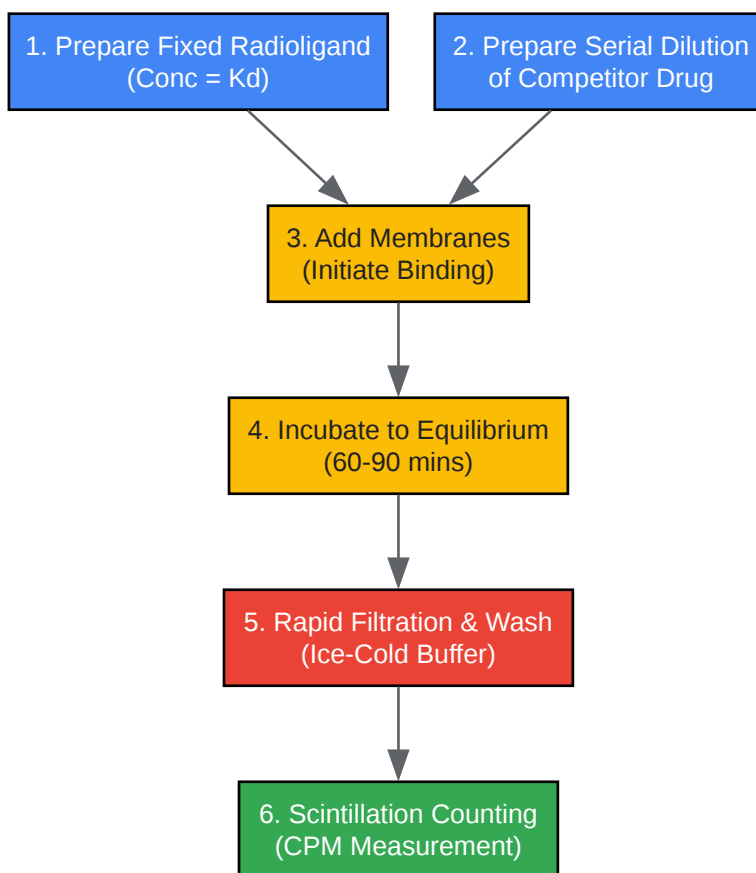 1. Prepare Fixed Radioligand
(Conc = Kd)
2. Prepare Serial Dilution
of Competitor Drug
3. Add Membranes
(Initiate Binding)
4. Incubate to Equilibrium
(60-90 mins)
5. Rapid Filtration & Wash
(Ice-Cold Buffer)
6. Scintillation Counting
(CPM Measurement)